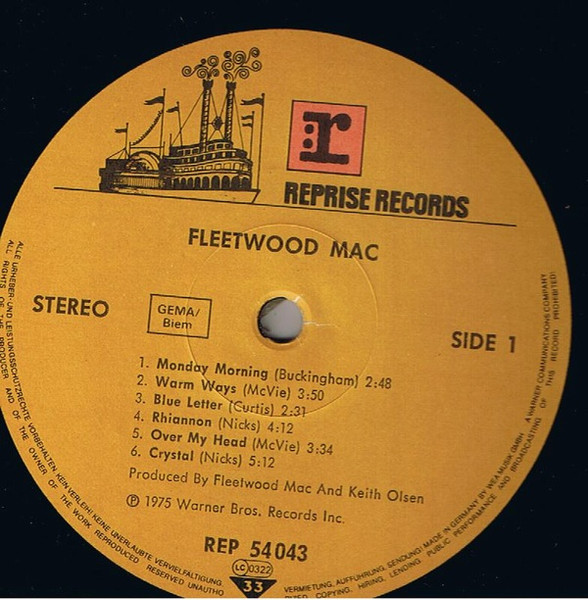 r
REPRISE RECORDS
FLEETWOOD MAC
STEREO
GEMA/
Biem
SIDE 1
1. Monday Morning (Buckingham) 2:48
2. Warm Ways (McVie) 3:50
3. Blue Letter (Curtis) 2:31
4. Rhiannon (Nicks) 4:12
5. Over My Head (McVie) 3:34
6. Crystal (Nicks) 5:12
Produced By Fleetwood Mac And Keith Olsen
Ⓟ 1975 Warner Bros. Records Inc.
REP 54 043
LC 0322
33
ALLE URHEBER- UND LEISTUNGSSCHUTZRECHTE VORBEHALTEN. KEIN VERLEIH! KEINE UNERLAUBTE VERVIELFÄLTIGUNG,
VERMIETUNG, AUFFÜHRUNG, SENDUNG! MADE IN GERMANY BY WEA MUSIK GMBH. A WARNER COMMUNICATIONS COMPANY
ALL RIGHTS OF THE PRODUCER AND OF THE OWNER OF THE WORK REPRODUCED RESERVED
COPYING, HIRING, LENDING, PUBLIC PERFORMANCE AND BROADCASTING OF THIS RECORD PROHIBITED!